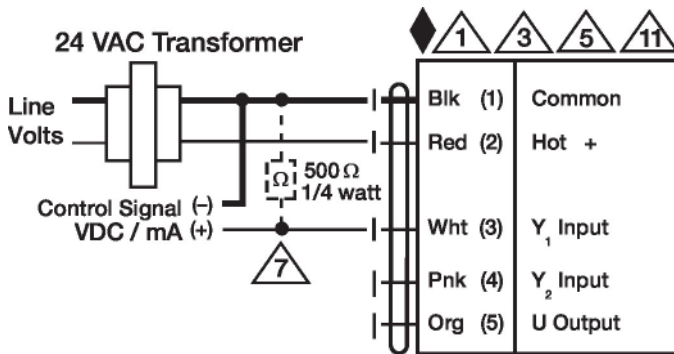 1 3 5 11
24 VAC Transformer
Line
Volts
Blk (1) Common
Red (2) Hot +
Ω 500 Ω
1/4 watt
Control Signal (–)
VDC / mA (+)
Wht (3) Y₁ Input
7
Pnk (4) Y₂ Input
Org (5) U Output